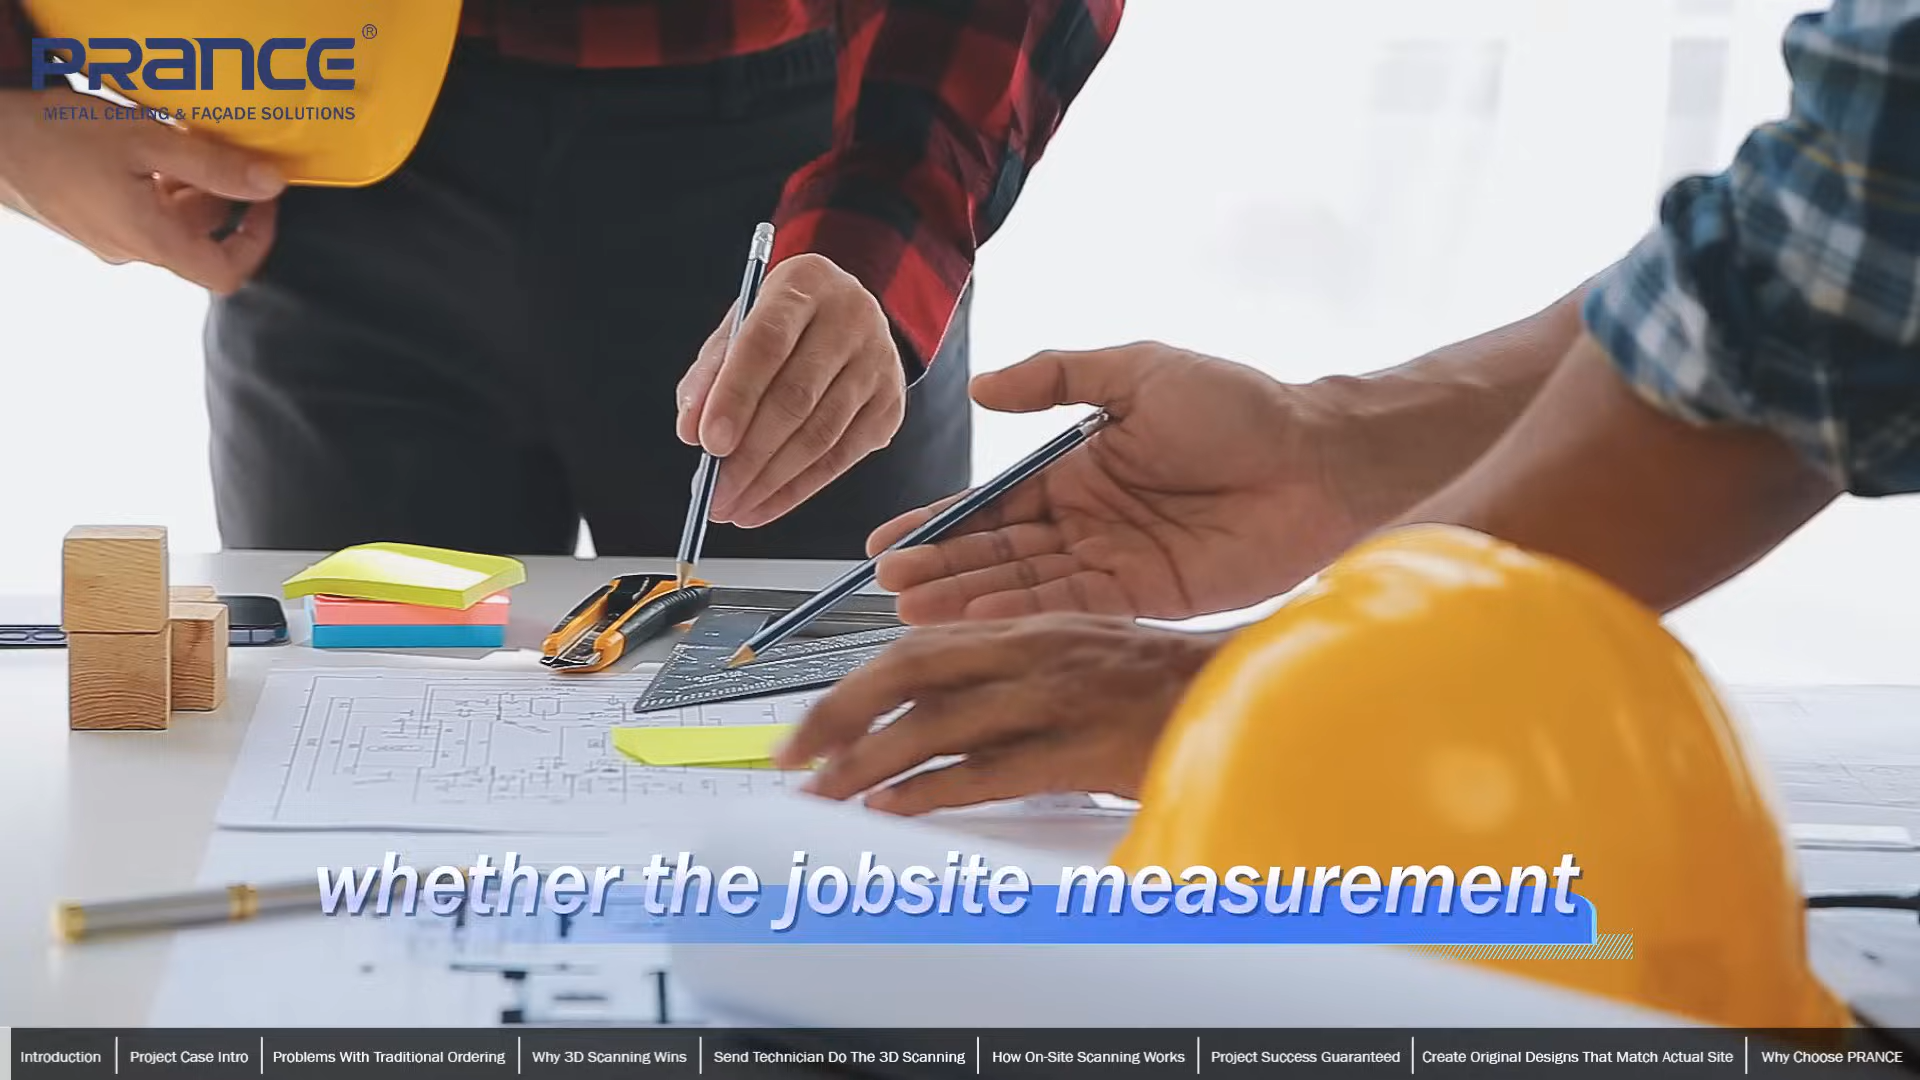 PRANCE®
METAL CEILING & FAÇADE SOLUTIONS
whether the jobsite measurement
Introduction
Project Case Intro
Problems With Traditional Ordering
Why 3D Scanning Wins
Send Technician Do The 3D Scanning
How On-Site Scanning Works
Project Success Guaranteed
Create Original Designs That Match Actual Site
Why Choose PRANCE